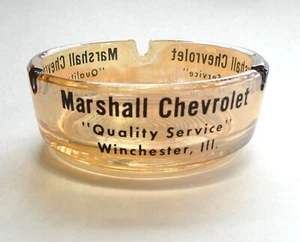 Marshall Chevrolet
"Quality Service"
Winchester, Ill.